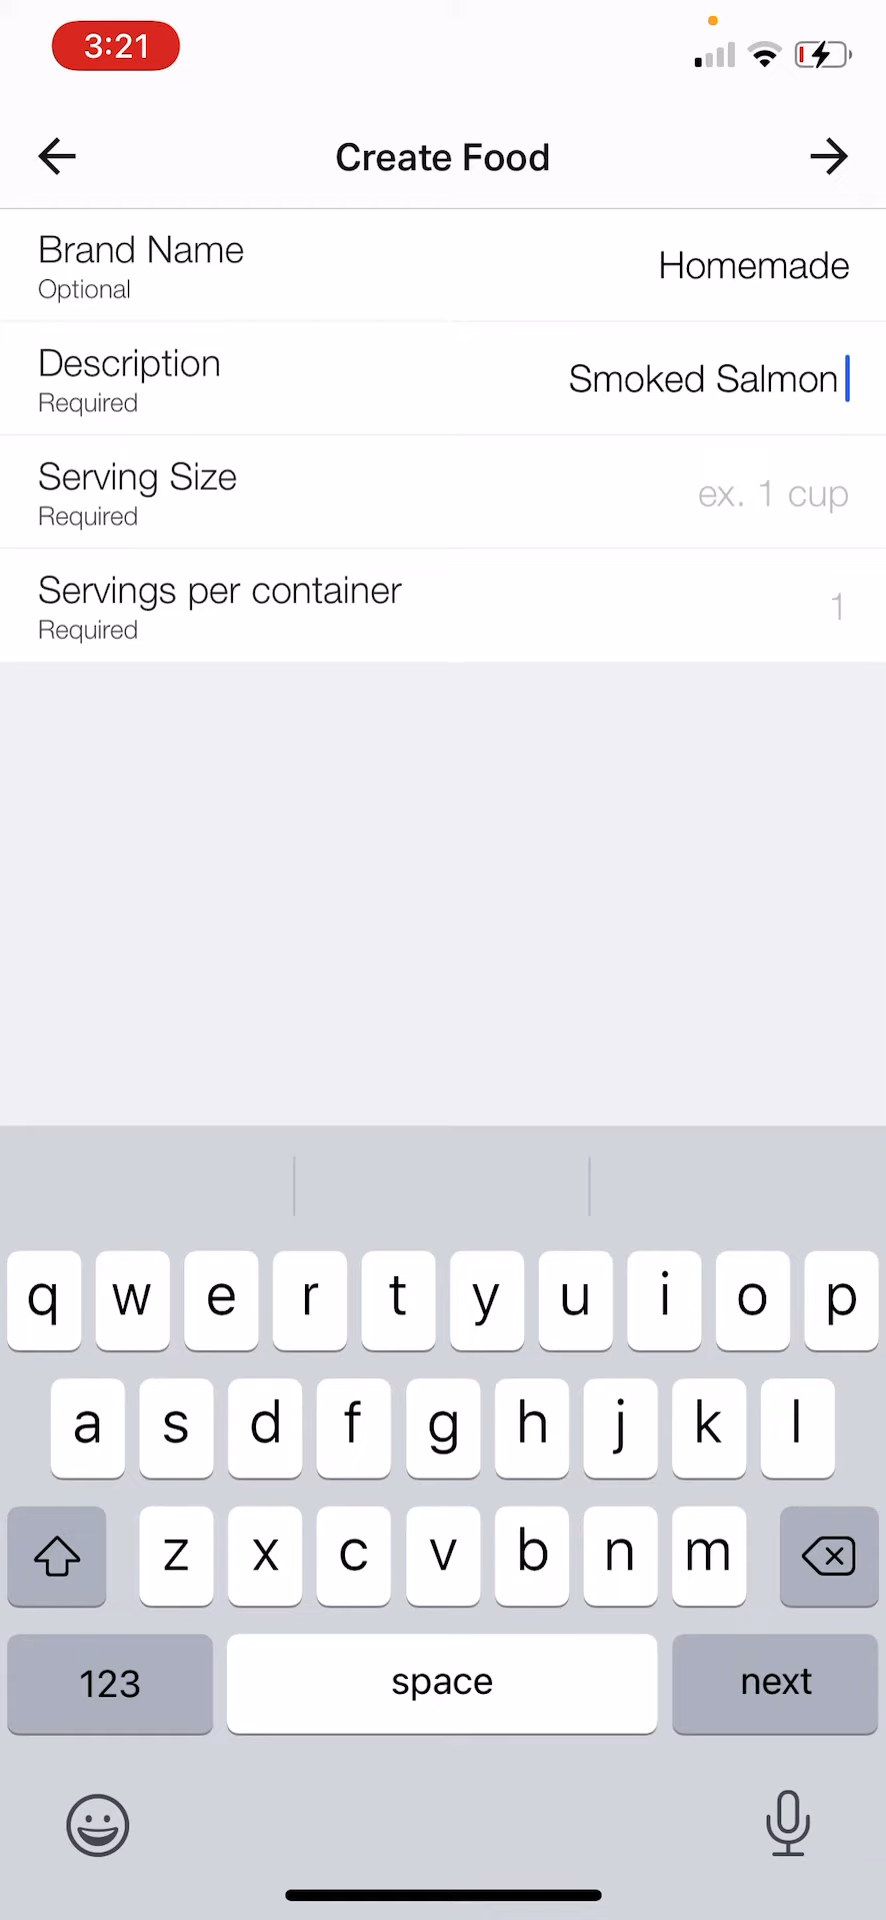 3:21
Create Food
Brand Name
Optional
Homemade
Description
Required
Smoked Salmon
Serving Size
Required
ex. 1 cup
Servings per container
Required
1
q w e r t y u i o p
a s d f g h j k l
z x c v b n m
123 space next